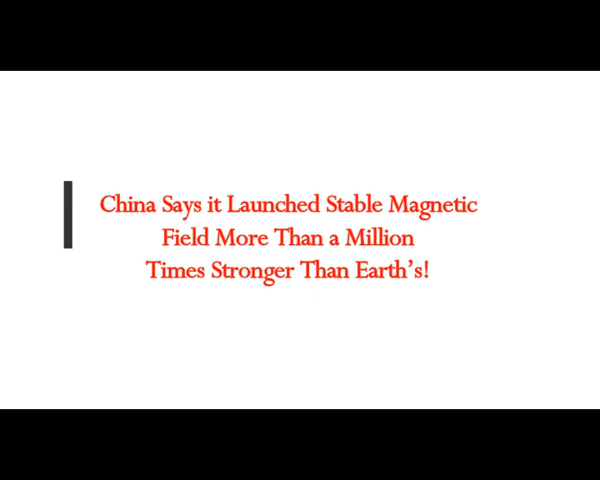 China Says it Launched Stable Magnetic
Field More Than a Million
Times Stronger Than Earth's!